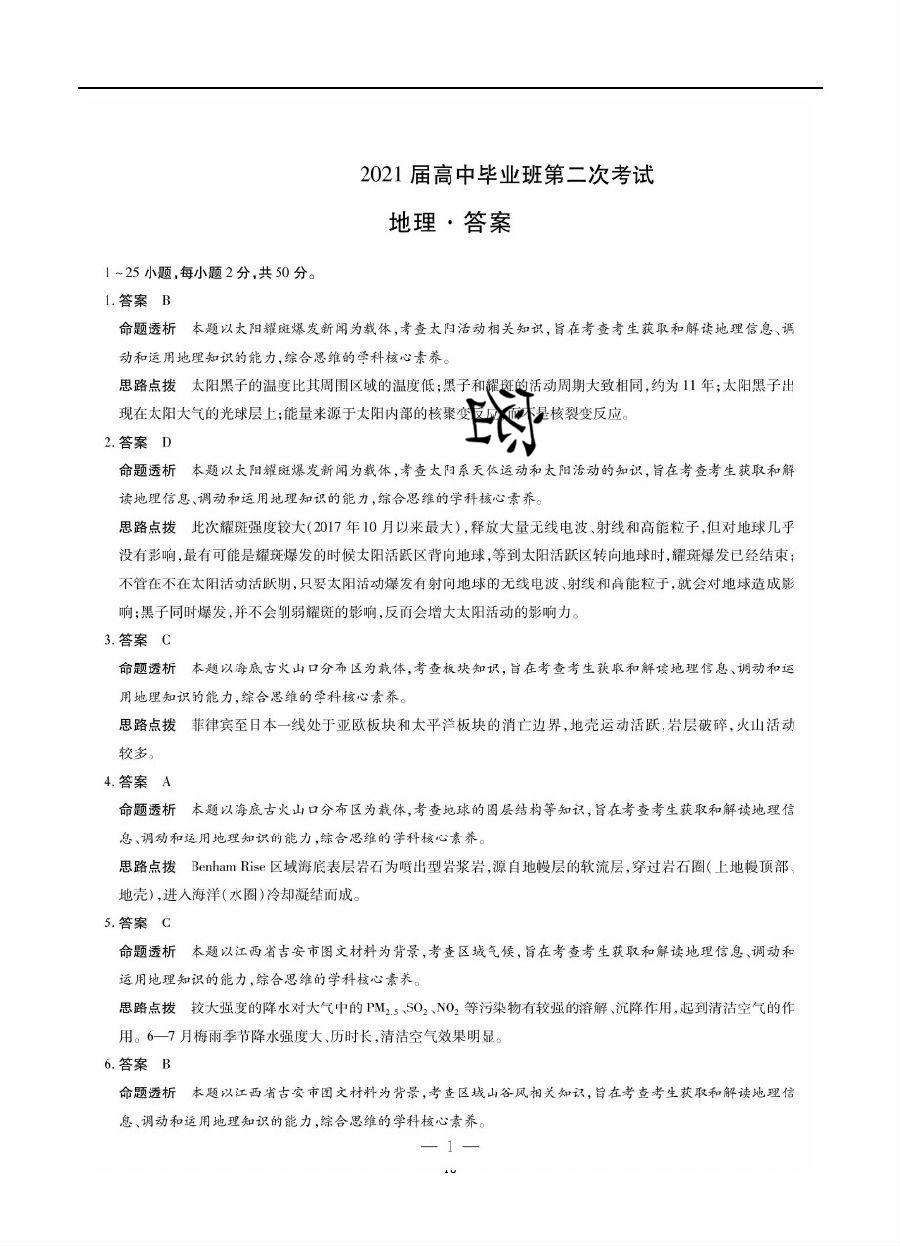 2021 届高中毕业班第二次考试
地理·答案
1~25 小题,每小题 2 分,共 50 分。
1. 答案 B
命题透析 本题以太阳耀斑爆发新闻为载体,考查太阳活动相关知识,旨在考查考生获取和解读地理信息、调
动和运用地理知识的能力,综合思维的学科核心素养。
思路点拨 太阳黑子的温度比其周围区域的温度低;黑子和耀斑的活动周期大致相同,约为 11 年;太阳黑子出
现在太阳大气的光球层上;能量来源于太阳内部的核聚变反应,而不是核裂变反应。
密
2. 答案 D
命题透析 本题以太阳耀斑爆发新闻为载体,考查太阳系天体运动和太阳活动的知识,旨在考查考生获取和解
读地理信息、调动和运用地理知识的能力,综合思维的学科核心素养。
思路点拨 此次耀斑强度较大(2017 年 10 月以来最大),释放大量无线电波、射线和高能粒子,但对地球几乎
没有影响,最有可能是耀斑爆发的时候太阳活跃区背向地球,等到太阳活跃区转向地球时,耀斑爆发已经结束;
不管在不在太阳活动活跃期,只要太阳活动爆发有射向地球的无线电波、射线和高能粒子,就会对地球造成影
响;黑子同时爆发,并不会削弱耀斑的影响,反而会增大太阳活动的影响力。
3. 答案 C
命题透析 本题以海底古火山口分布区为载体,考查板块知识,旨在考查考生获取和解读地理信息、调动和运
用地理知识的能力,综合思维的学科核心素养。
思路点拨 菲律宾至日本一线处于亚欧板块和太平洋板块的消亡边界,地壳运动活跃,岩层破碎,火山活动
较多。
4. 答案 A
命题透析 本题以海底古火山口分布区为载体,考查地球的圈层结构等知识,旨在考查考生获取和解读地理信
息、调动和运用地理知识的能力,综合思维的学科核心素养。
思路点拨 Benham Rise 区域海底表层岩石为喷出型岩浆岩,源自地幔层的软流层,穿过岩石圈(上地幔顶部、
地壳),进入海洋(水圈)冷却凝结而成。
5. 答案 C
命题透析 本题以江西省吉安市图文材料为背景,考查区域气候,旨在考查考生获取和解读地理信息、调动和
运用地理知识的能力,综合思维的学科核心素养。
思路点拨 较大强度的降水对大气中的 PM₂.₅、SO₂、NO₂ 等污染物有较强的溶解、沉降作用,起到清洁空气的作
用。6—7 月梅雨季节降水强度大、历时长,清洁空气效果明显。
6. 答案 B
命题透析 本题以江西省吉安市图文材料为背景,考查区域山谷风相关知识,旨在考查考生获取和解读地理信
息、调动和运用地理知识的能力,综合思维的学科核心素养。
— 1 —